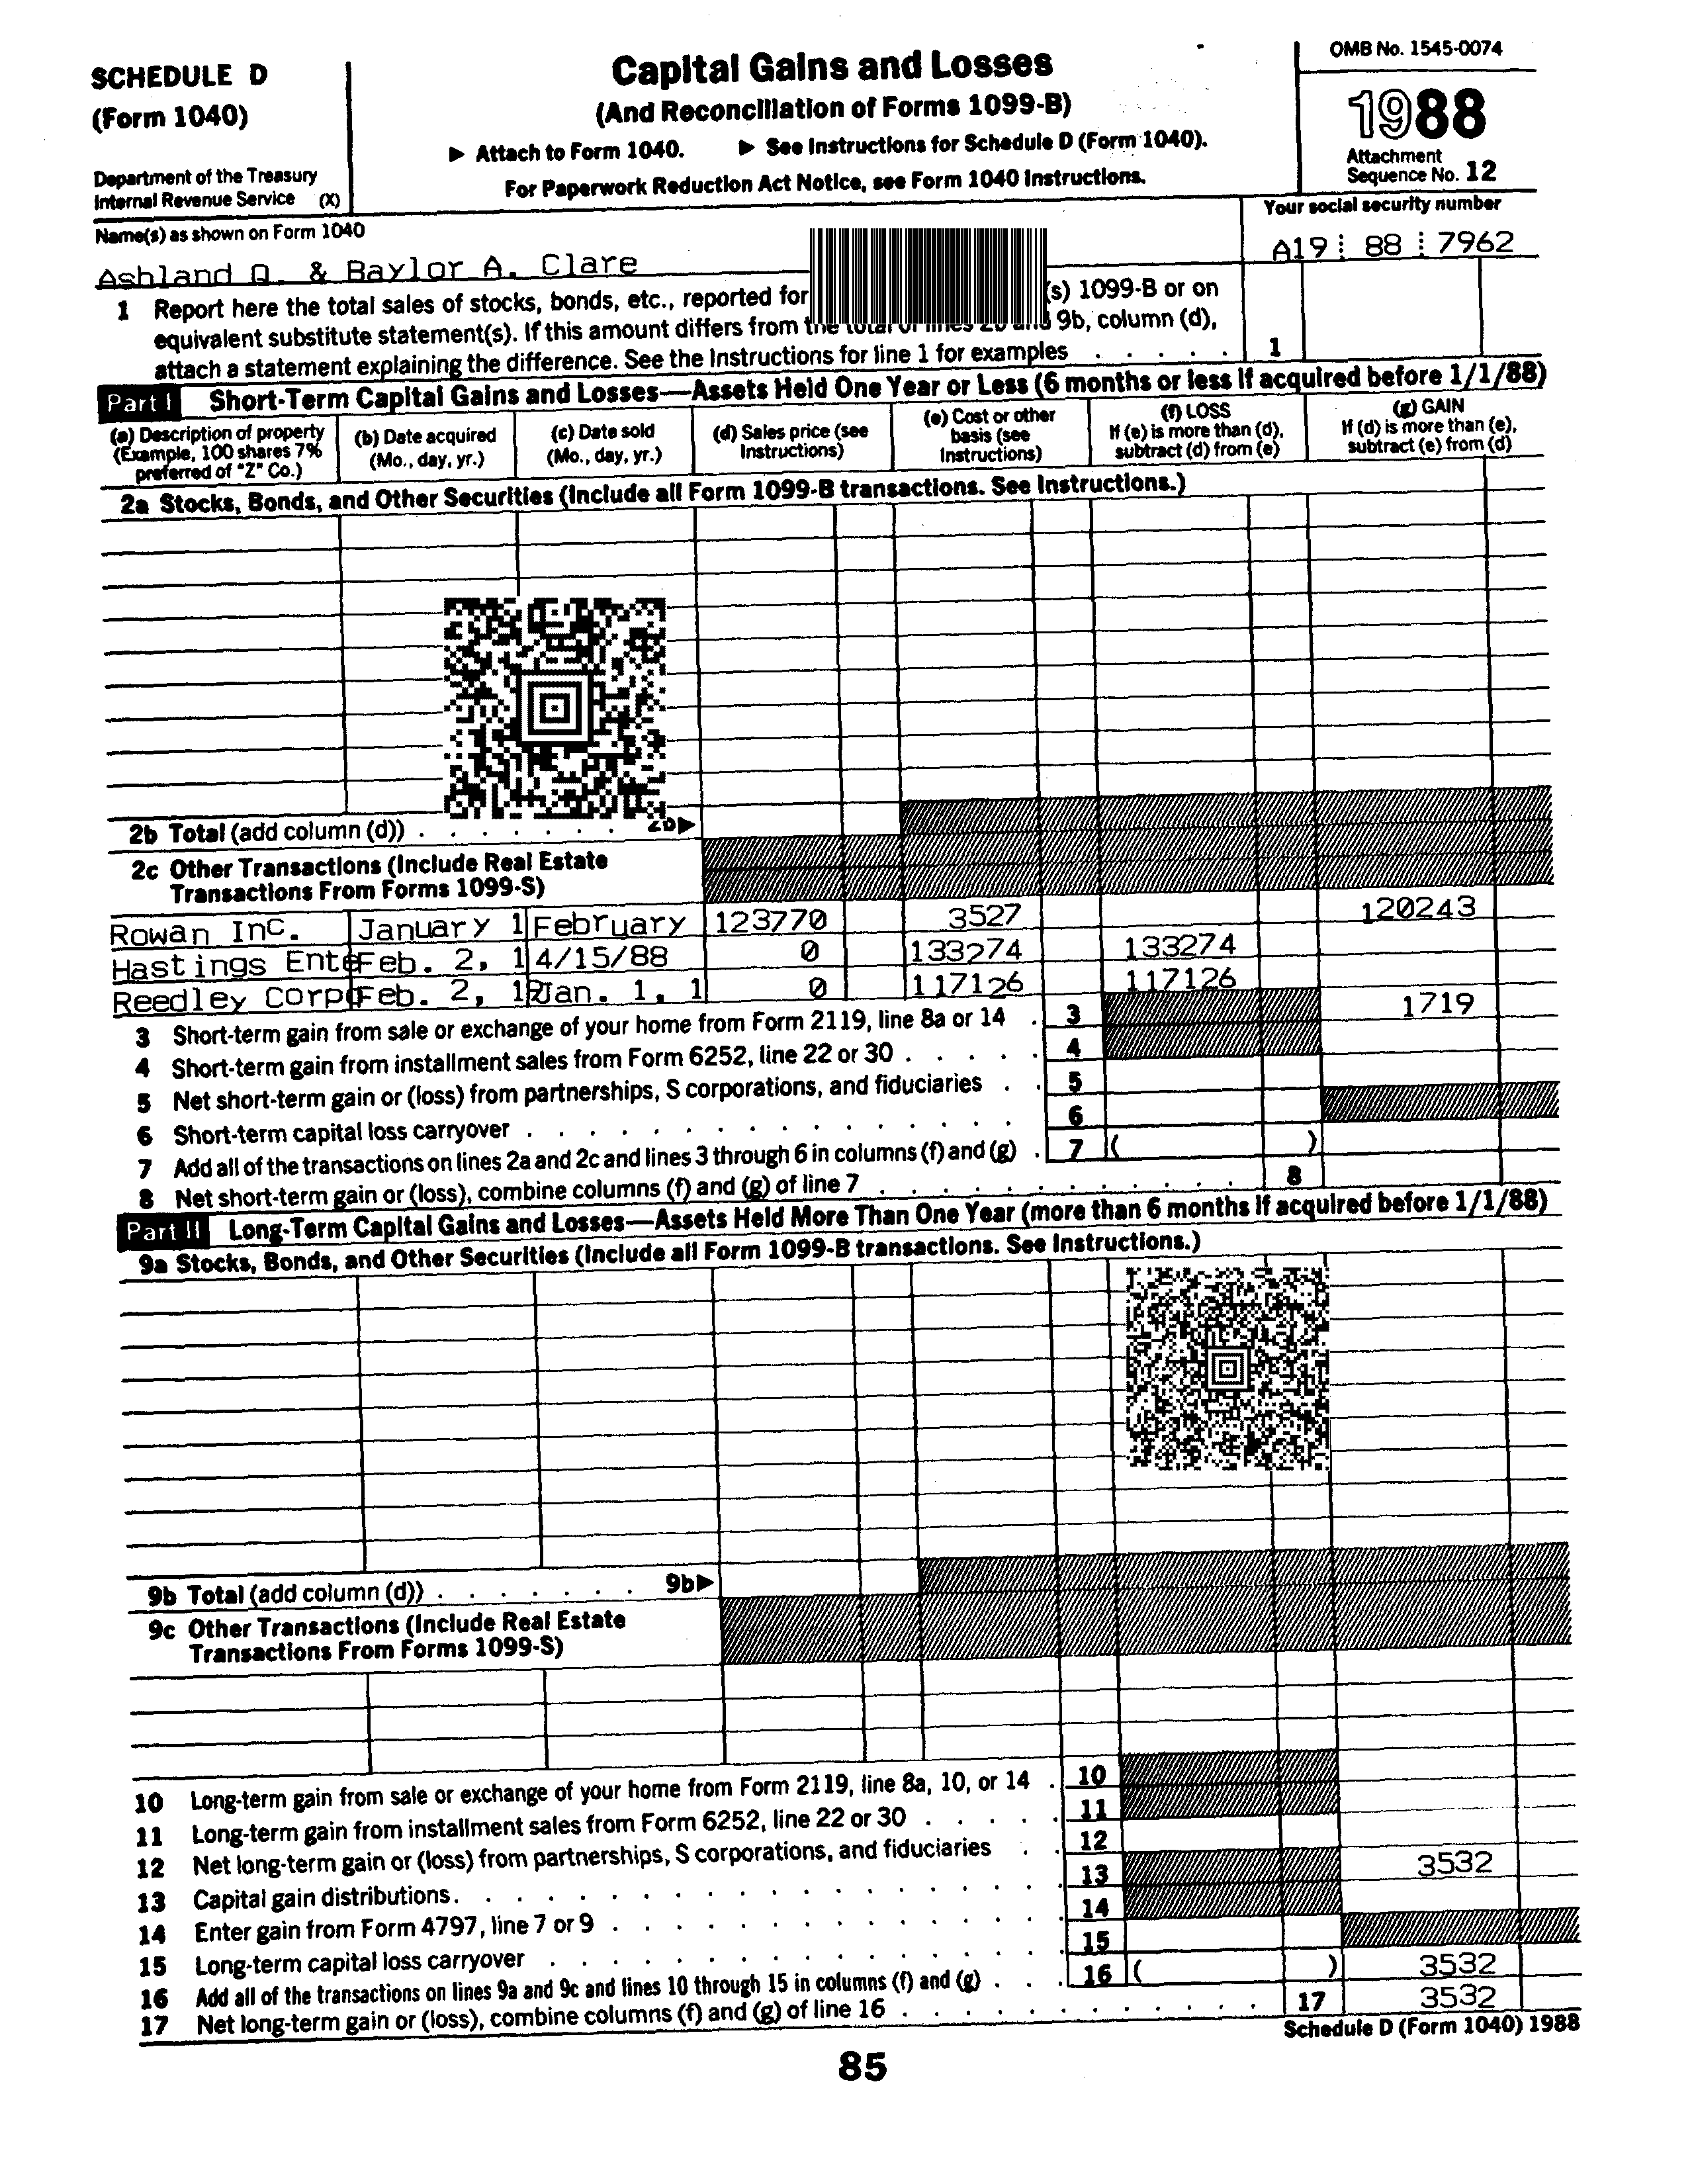 SCHEDULE D
(Form 1040)
Department of the Treasury
Internal Revenue Service (X)
Capital Gains and Losses
(And Reconciliation of Forms 1099-B)
▶ Attach to Form 1040. ▶ See Instructions for Schedule D (Form 1040).
For Paperwork Reduction Act Notice, see Form 1040 Instructions.
OMB No. 1545-0074
1988
Attachment
Sequence No. 12
Name(s) as shown on Form 1040
Ashland Q. & Baylor A. Clare
Your social security number
A19 88 7962
1 Report here the total sales of stocks, bonds, etc., reported for (s) 1099-B or on
equivalent substitute statement(s). If this amount differs from the total of lines 2b and 9b, column (d),
attach a statement explaining the difference. See the Instructions for line 1 for examples . . . . . 1
Part I Short-Term Capital Gains and Losses—Assets Held One Year or Less (6 months or less if acquired before 1/1/88)
(a) Description of property
(Example, 100 shares 7%
preferred of "Z" Co.)
(b) Date acquired
(Mo., day, yr.)
(c) Date sold
(Mo., day, yr.)
(d) Sales price (see
Instructions)
(e) Cost or other
basis (see
Instructions)
(f) LOSS
If (e) is more than (d),
subtract (d) from (e)
(g) GAIN
If (d) is more than (e),
subtract (e) from (d)
2a Stocks, Bonds, and Other Securities (Include all Form 1099-B transactions. See Instructions.)
2b Total (add column (d)) . . . . . . . 2b▶
2c Other Transactions (Include Real Estate
Transactions From Forms 1099-S)
Rowan Inc. January 1 February 123770 3527 120243
Hastings Ente Feb. 2, 1 4/15/88 0 133274 133274
Reedley Corpo Feb. 2, 1 Jan. 1, 1 0 117126 117126
3 Short-term gain from sale or exchange of your home from Form 2119, line 8a or 14 . 3 1719
4 Short-term gain from installment sales from Form 6252, line 22 or 30 . . . . . 4
5 Net short-term gain or (loss) from partnerships, S corporations, and fiduciaries . . 5
6 Short-term capital loss carryover . . . . . . . . . . . . . . . 6
7 Add all of the transactions on lines 2a and 2c and lines 3 through 6 in columns (f) and (g) . 7 ( )
8 Net short-term gain or (loss), combine columns (f) and (g) of line 7 . . . . . . . . . . . . 8
Part II Long-Term Capital Gains and Losses—Assets Held More Than One Year (more than 6 months if acquired before 1/1/88)
9a Stocks, Bonds, and Other Securities (Include all Form 1099-B transactions. See Instructions.)
9b Total (add column (d)) . . . . . . . 9b▶
9c Other Transactions (Include Real Estate
Transactions From Forms 1099-S)
10 Long-term gain from sale or exchange of your home from Form 2119, line 8a, 10, or 14 . 10
11 Long-term gain from installment sales from Form 6252, line 22 or 30 . . . . . 11
12 Net long-term gain or (loss) from partnerships, S corporations, and fiduciaries . . 12
13 Capital gain distributions. . . . . . . . . . . . . . . . . . 13 3532
14 Enter gain from Form 4797, line 7 or 9 . . . . . . . . . . . . . 14
15 Long-term capital loss carryover . . . . . . . . . . . . . . . 15
16 Add all of the transactions on lines 9a and 9c and lines 10 through 15 in columns (f) and (g) . . . 16 ( ) 3532
17 Net long-term gain or (loss), combine columns (f) and (g) of line 16 . . . . . . . . . . . . 17 3532
Schedule D (Form 1040) 1988
85